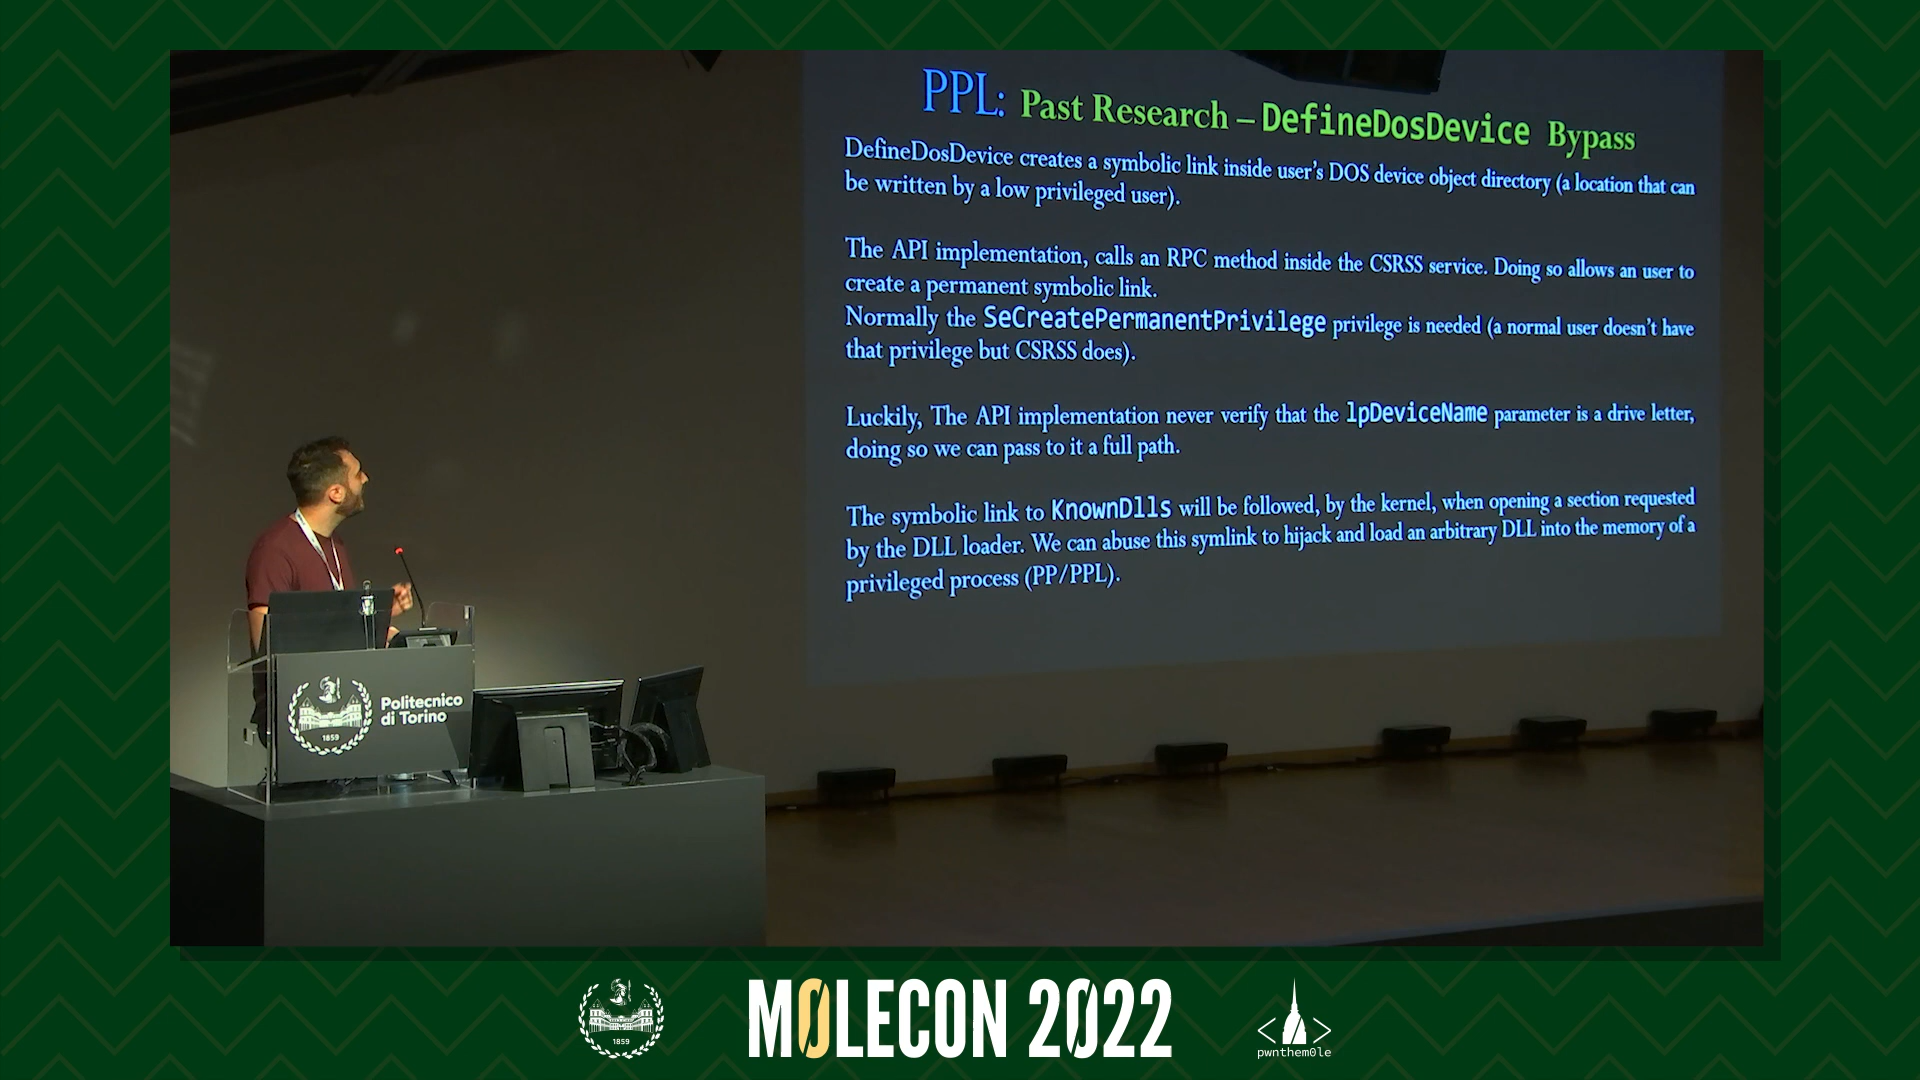 PPL: Past Research – DefineDosDevice Bypass
DefineDosDevice creates a symbolic link inside user's DOS device object directory (a location that can
be written by a low privileged user).
The API implementation, calls an RPC method inside the CSRSS service. Doing so allows an user to
create a permanent symbolic link.
Normally the SeCreatePermanentPrivilege privilege is needed (a normal user doesn't have
that privilege but CSRSS does).
Luckily, The API implementation never verify that the lpDeviceName parameter is a drive letter,
doing so we can pass to it a full path.
The symbolic link to KnownDlls will be followed, by the kernel, when opening a section requested
by the DLL loader. We can abuse this symlink to hijack and load an arbitrary DLL into the memory of a
privileged process (PP/PPL).
Politecnico
di Torino
1859
1859
MØLECON 2022
pwnthem0le